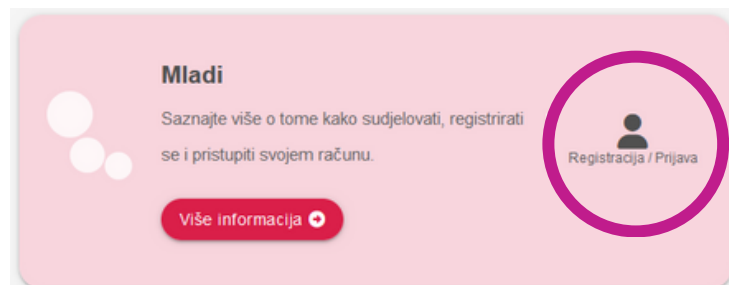 Mladi
Saznajte više o tome kako sudjelovati, registrirati
se i pristupiti svojem računu.
Registracija / Prijava
Više informacija